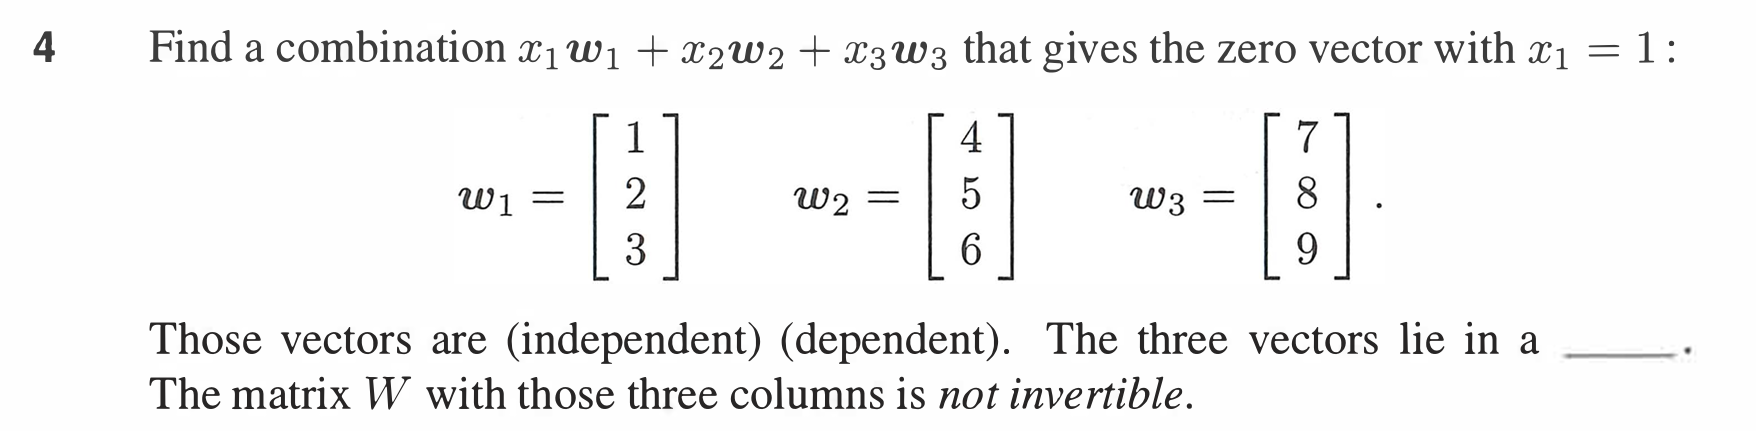 4 Find a combination x₁w₁ + x₂w₂ + x₃w₃ that gives the zero vector with x₁ = 1 :
w₁ = [ 1 2 3 ] w₂ = [ 4 5 6 ] w₃ = [ 7 8 9 ] .
Those vectors are (independent) (dependent). The three vectors lie in a ____.
The matrix W with those three columns is not invertible.